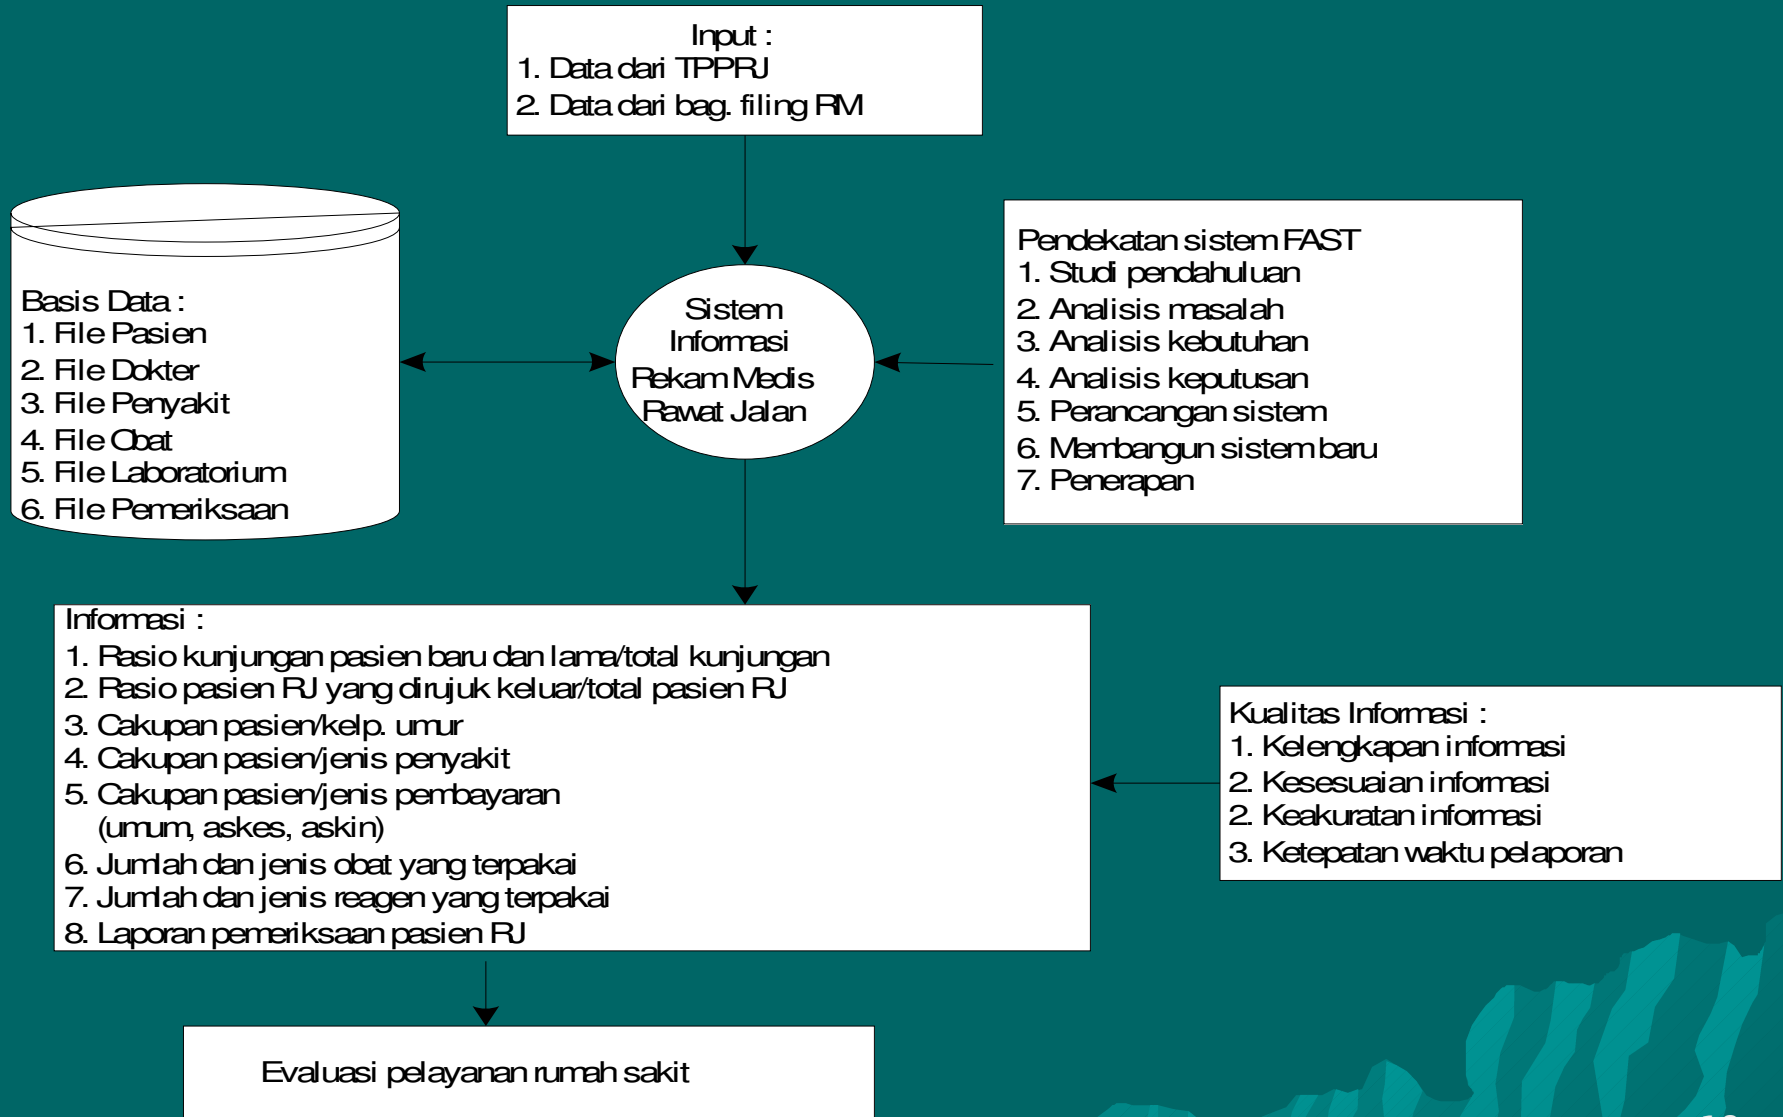 Input :
1. Data dari TPPRJ
2. Data dari bag. filing RM
Basis Data :
1. File Pasien
2. File Dokter
3. File Penyakit
4. File Obat
5. File Laboratorium
6. File Pemeriksaan
Sistem
Informasi
Rekam Medis
Rawat Jalan
Pendekatan sistem FAST
1. Studi pendahuluan
2. Analisis masalah
3. Analisis kebutuhan
4. Analisis keputusan
5. Perancangan sistem
6. Membangun sistem baru
7. Penerapan
Informasi :
1. Rasio kunjungan pasien baru dan lama/total kunjungan
2. Rasio pasien RJ yang dirujuk keluar/total pasien RJ
3. Cakupan pasien/kelp. umur
4. Cakupan pasien/jenis penyakit
5. Cakupan pasien/jenis pembayaran
(umum, askes, askin)
6. Jumlah dan jenis obat yang terpakai
7. Jumlah dan jenis reagen yang terpakai
8. Laporan pemeriksaan pasien RJ
Kualitas Informasi :
1. Kelengkapan informasi
2. Kesesuaian informasi
2. Keakuratan informasi
3. Ketepatan waktu pelaporan
Evaluasi pelayanan rumah sakit